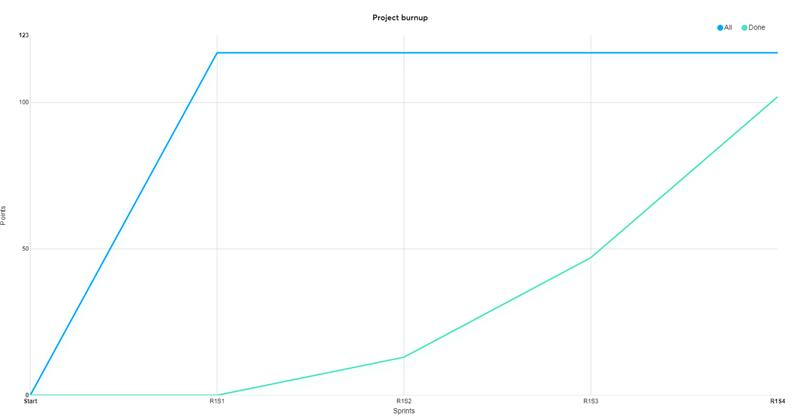 Project burnup
All Done
123
100
50
0
Points
Start R1S1 R1S2 R1S3 R1S4
Sprints